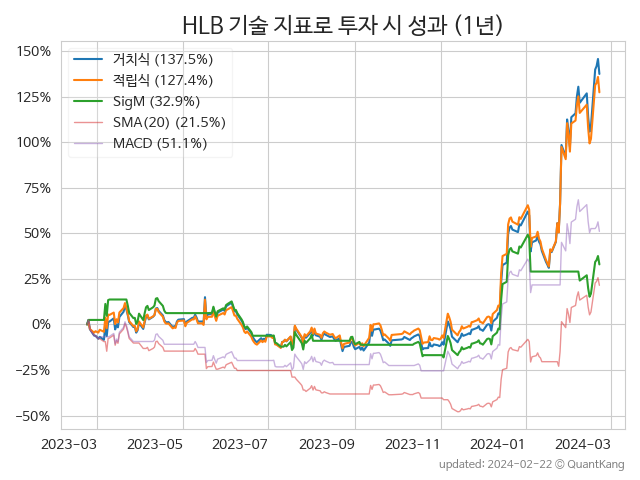 HLB 기술 지표로 투자 시 성과 (1년)
거치식 (137.5%)
적립식 (127.4%)
SigM (32.9%)
SMA(20) (21.5%)
MACD (51.1%)
150%
125%
100%
75%
50%
25%
0%
−25%
−50%
2023-03 2023-05 2023-07 2023-09 2023-11 2024-01 2024-03
updated: 2024-02-22 © QuantKang